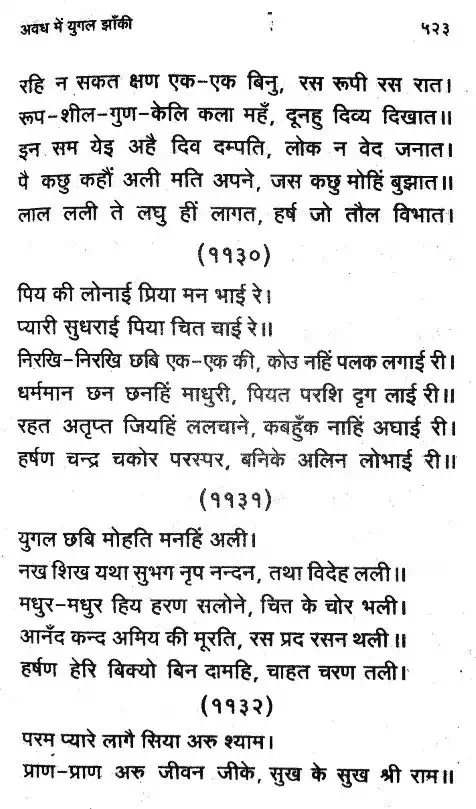 अवध में युगल झाँकी
५२३
रहि न सकत क्षण एक-एक बिनु, रस रूपी रस रात।
रूप-शील-गुण-केलि कला महँ, दूनहु दिव्य दिखात॥
इन सम येइ अहै दिव दम्पति, लोक न वेद जनात।
पै कछु कहौं अली मति अपने, जस कछु मोहिं बुझात॥
लाल लली ते लघु हीं लागत, हर्ष जो तौल विभात।
(११३०)
पिय की लोनाई प्रिया मन भाई रे।
प्यारी सुधराई पिया चित चाई रे॥
निरखि-निरखि छबि एक-एक की, कोउ नहिं पलक लगाई री।
धर्ममान छन छनहिं माधुरी, पियत परशि दृग लाई री॥
रहत अतृप्त जियहिं ललचाने, कबहुँक नाहिं अघाई री।
हर्षण चन्द्र चकोर परस्पर, बनिके अलिन लोभाई री॥
(११३१)
युगल छबि मोहति मनहिं अली।
नख शिख यथा सुभग नृप नन्दन, तथा विदेह लली॥
मधुर-मधुर हिय हरण सलोने, चित्त के चोर भली।
आनँद कन्द अमिय की मूरति, रस प्रद रसन थली॥
हर्षण हेरि बिक्यो बिन दामहि, चाहत चरण तली।
(११३२)
परम प्यारे लागै सिया अरु श्याम।
प्राण-प्राण अरु जीवन जीके, सुख के सुख श्री राम॥